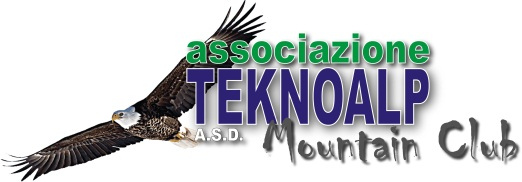 associazione
TEKNOALP
A.S.D. Mountain Club